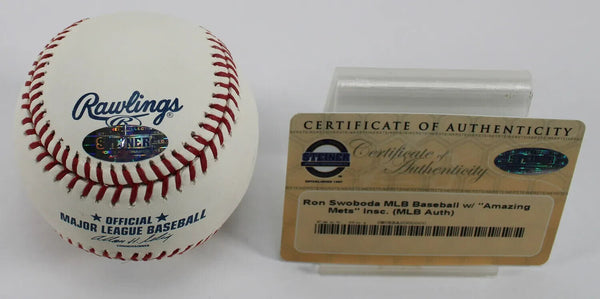 Rawlings
®
STEINER
OFFICIAL
MAJOR LEAGUE BASEBALL
CERTIFICATE OF AUTHENTICITY
STEINER
Certificate of
Authenticity
Ron Swoboda MLB Baseball w/ "Amazing
Mets" insc. (MLB Auth)